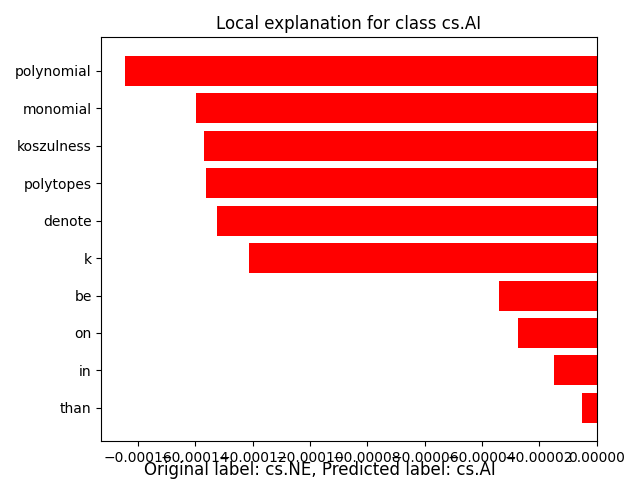 Local explanation for class cs.AI
polynomial
monomial
koszulness
polytopes
denote
k
be
on
in
than
−0.00016 −0.00014 −0.00012 −0.00010 −0.00008 −0.00006 −0.00004 −0.00002 0.00000
Original label: cs.NE, Predicted label: cs.AI